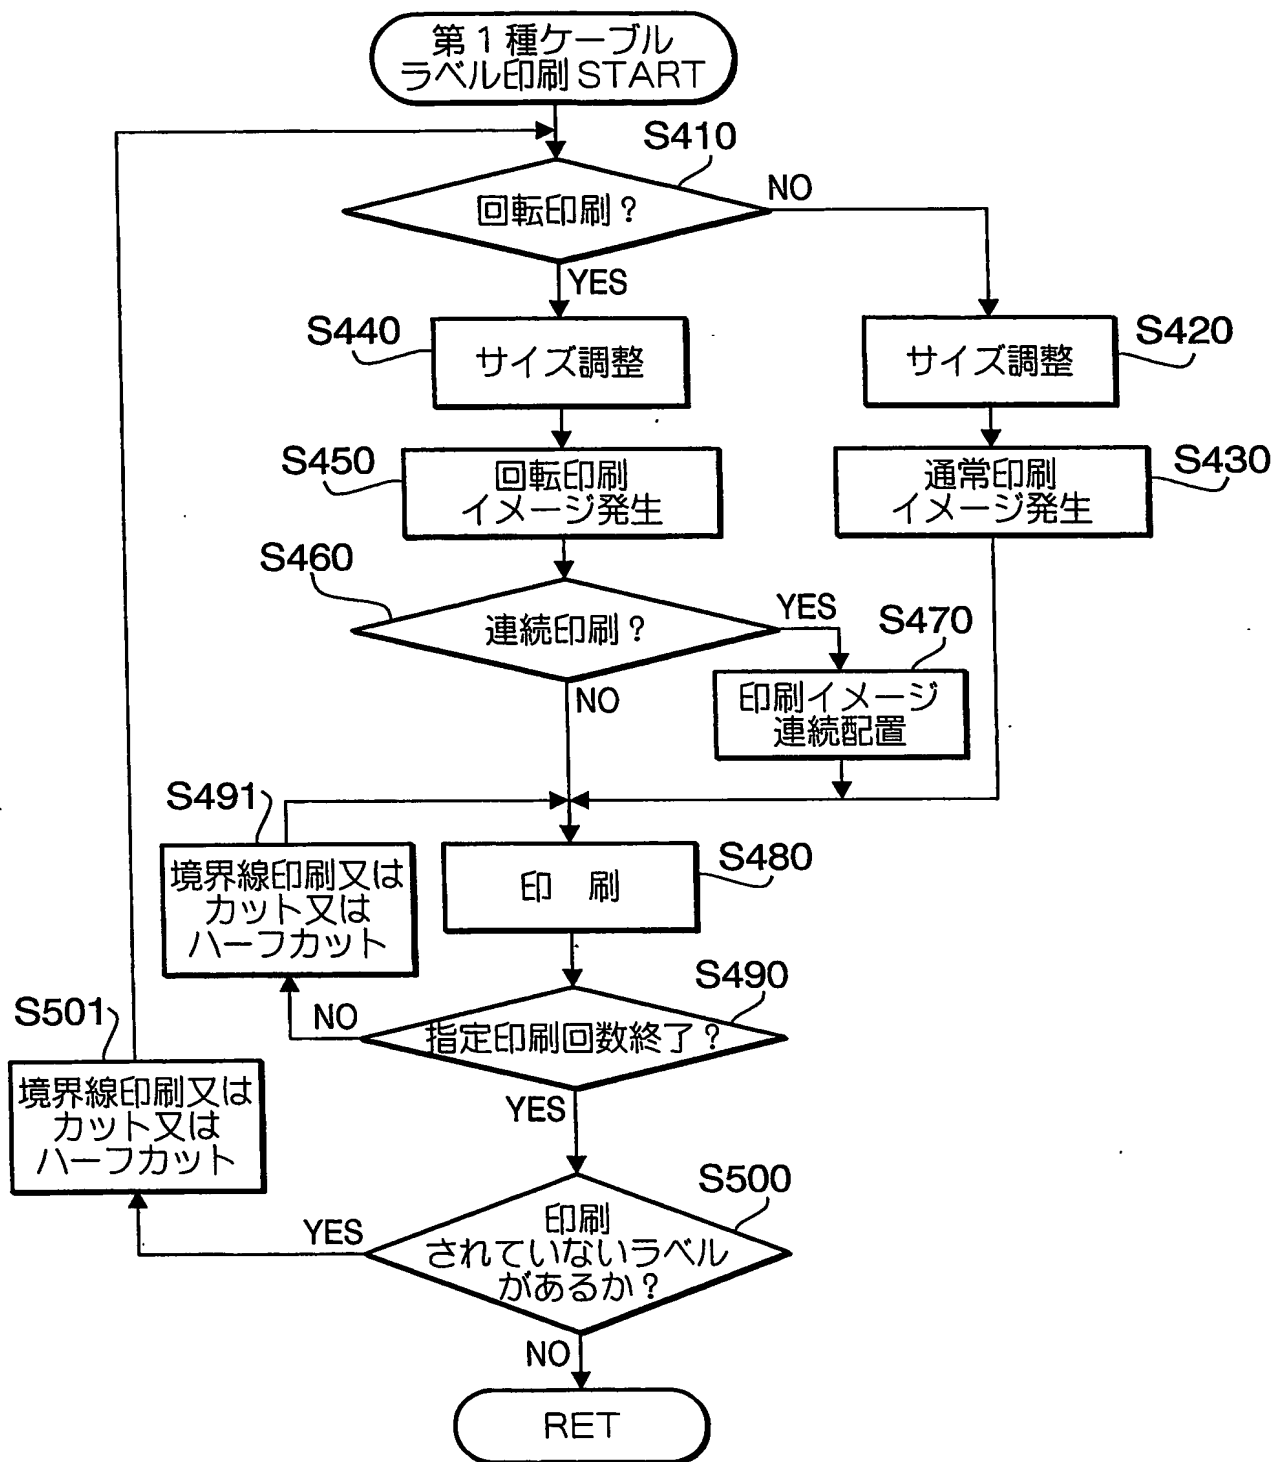 第1種ケーブル
ラベル印刷START
S410
回転印刷?
NO
YES
S440
サイズ調整
S420
サイズ調整
S450
回転印刷
イメージ発生
S430
通常印刷
イメージ発生
S460
連続印刷?
YES
S470
NO
印刷イメージ
連続配置
S491
境界線印刷又は
カット又は
ハーフカット
S480
印 刷
S490
指定印刷回数終了?
NO
YES
S501
境界線印刷又は
カット又は
ハーフカット
S500
印刷
されていないラベル
があるか?
YES
NO
RET